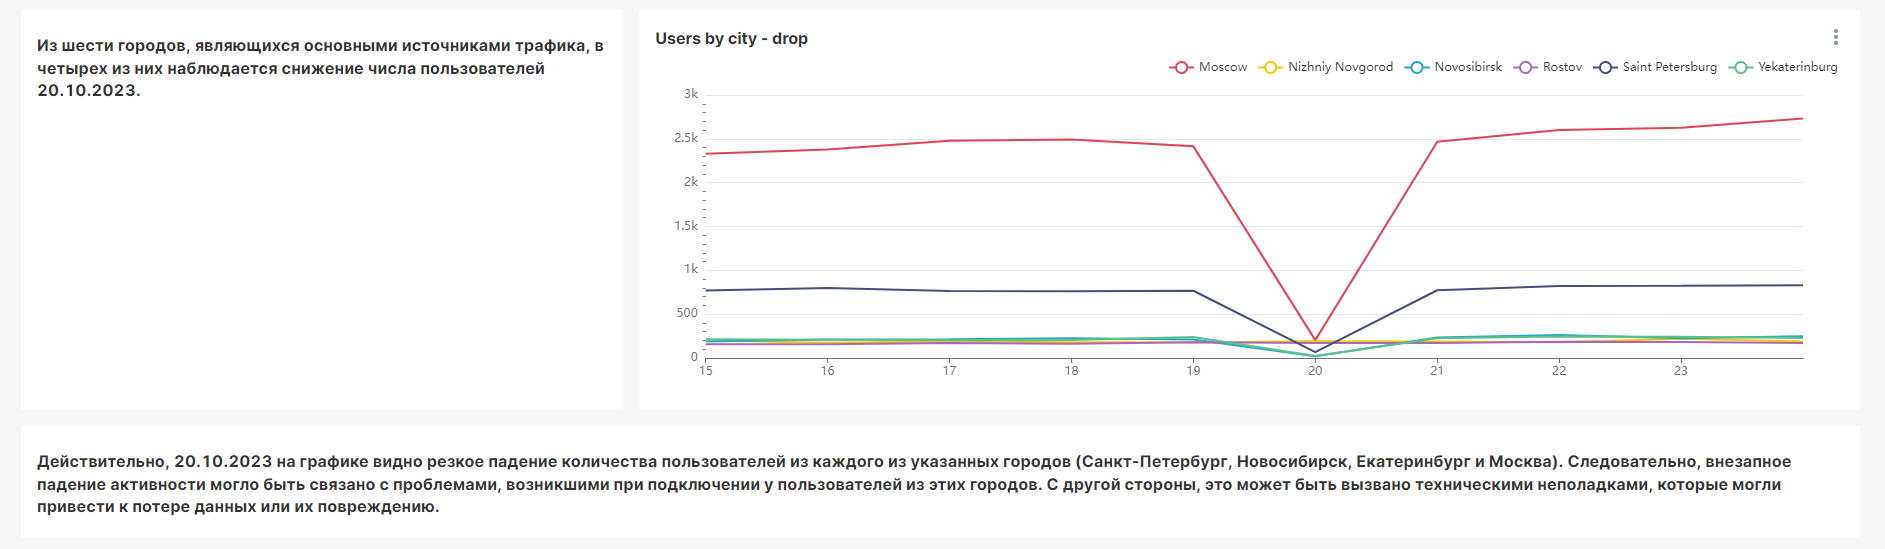 Из шести городов, являющихся основными источниками трафика, в
четырех из них наблюдается снижение числа пользователей
20.10.2023.
Users by city - drop
Moscow Nizhniy Novgorod Novosibirsk Rostov Saint Petersburg Yekaterinburg
3k
2.5k
2k
1.5k
1k
500
0
15 16 17 18 19 20 21 22 23
Действительно, 20.10.2023 на графике видно резкое падение количества пользователей из каждого из указанных городов (Санкт-Петербург, Новосибирск, Екатеринбург и Москва). Следовательно, внезапное
падение активности могло быть связано с проблемами, возникшими при подключении у пользователей из этих городов. С другой стороны, это может быть вызвано техническими неполадками, которые могли
привести к потере данных или их повреждению.